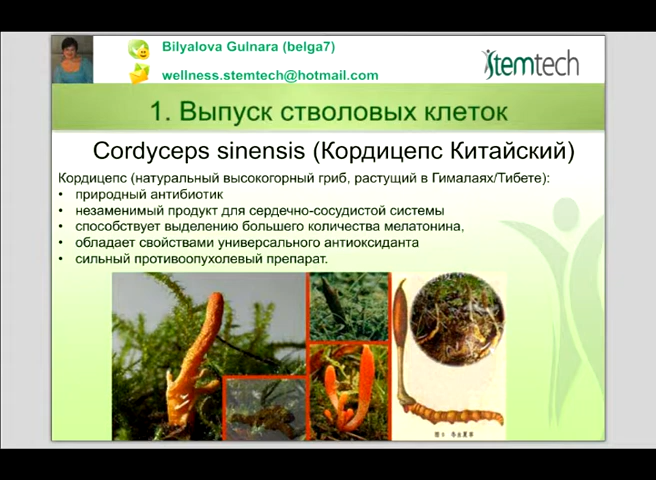 Bilyalova Gulnara (belga7)
wellness.stemtech@hotmail.com
stemtech
1. Выпуск стволовых клеток
Cordyceps sinensis (Кордицепс Китайский)
Кордицепс (натуральный высокогорный гриб, растущий в Гималаях/Тибете):
• природный антибиотик
• незаменимый продукт для сердечно-сосудистой системы
• способствует выделению большего количества мелатонина,
• обладает свойствами универсального антиоксиданта
• сильный противоопухолевый препарат.